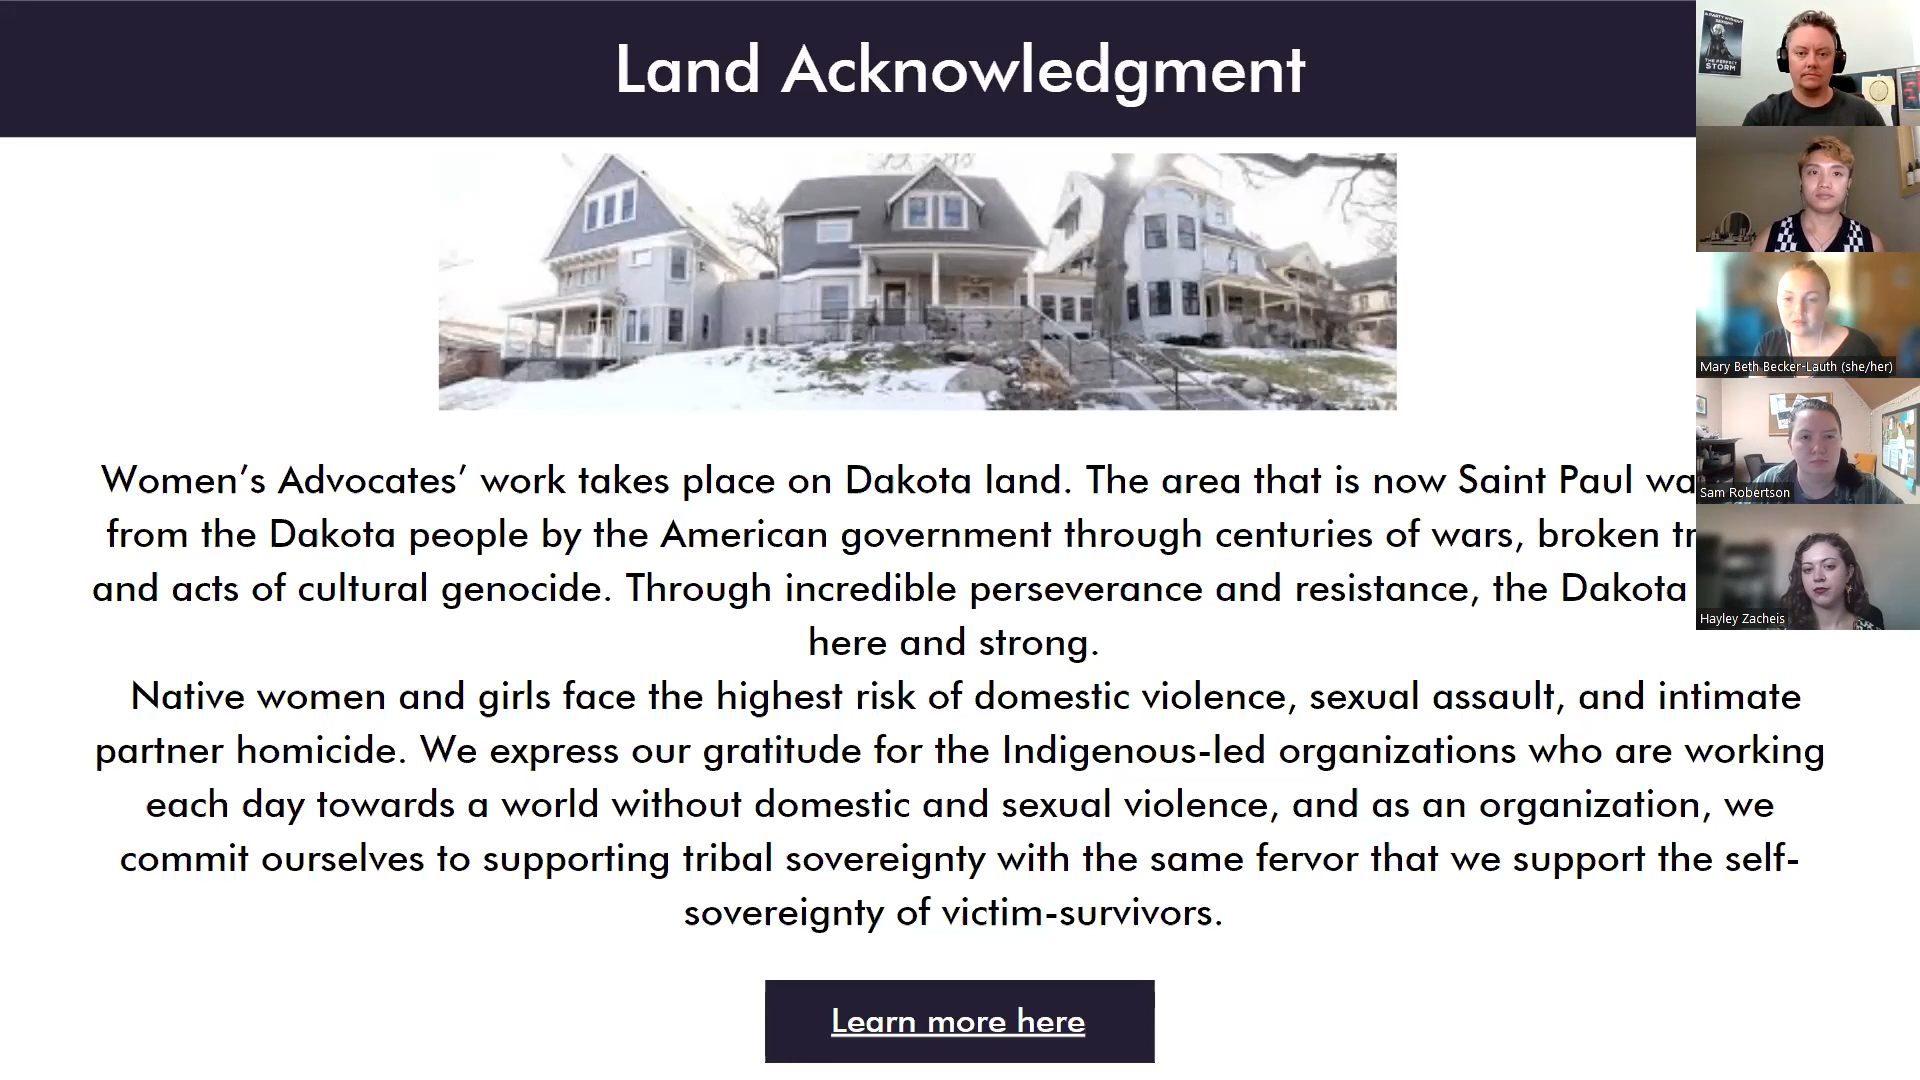 Land Acknowledgment
Women’s Advocates’ work takes place on Dakota land. The area that is now Saint Paul
from the Dakota people by the American government through centuries of wars, broken
and acts of cultural genocide. Through incredible perseverance and resistance, the Dakota
here and strong.
Native women and girls face the highest risk of domestic violence, sexual assault, and intimate
partner homicide. We express our gratitude for the Indigenous-led organizations who are working
each day towards a world without domestic and sexual violence, and as an organization, we
commit ourselves to supporting tribal sovereignty with the same fervor that we support the self-
sovereignty of victim-survivors.
Learn more here
THE PERFECT
STORM
Mary Beth Becker-Lauth (she/her)
Sam Robertson
Hayley Zacheis